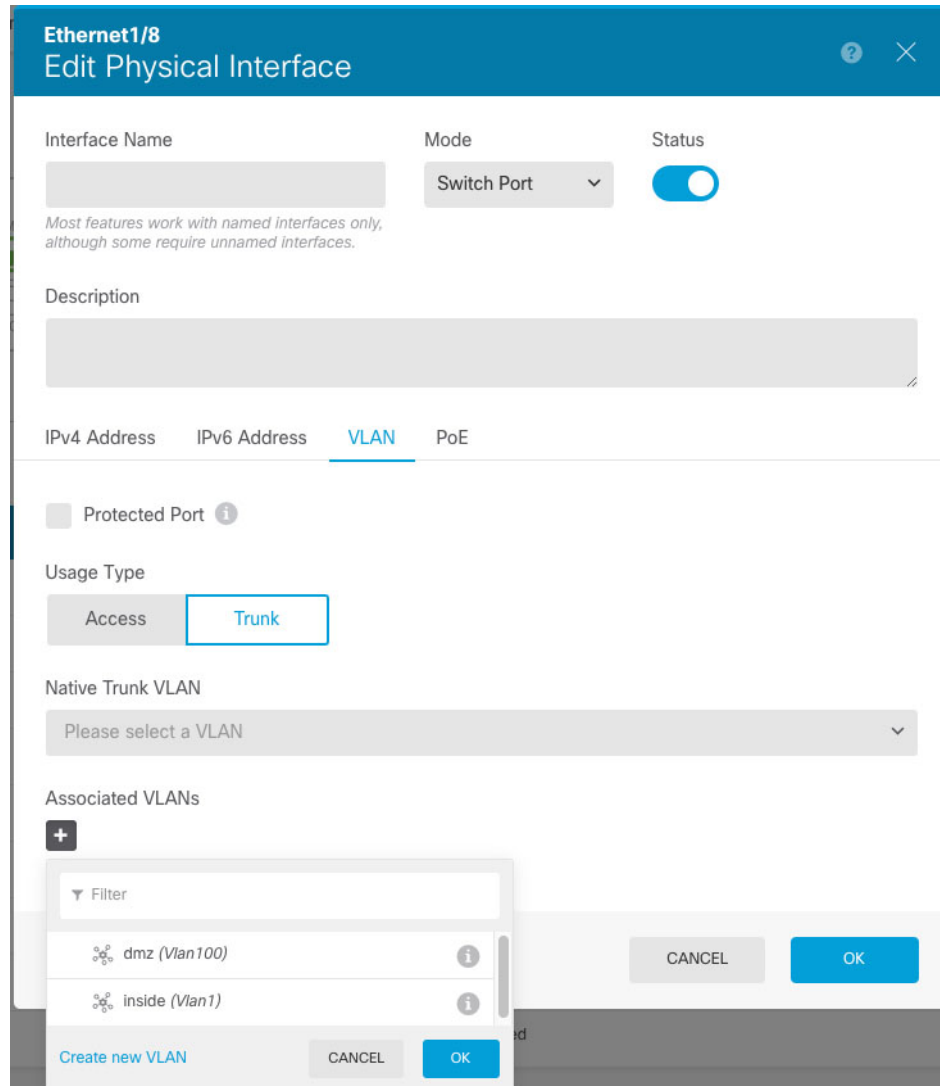 Ethernet1/8
Edit Physical Interface
?
Interface Name
Mode
Status
Switch Port
Most features work with named interfaces only,
although some require unnamed interfaces.
Description
IPv4 Address
IPv6 Address
VLAN
PoE
Protected Port
Usage Type
Access
Trunk
Native Trunk VLAN
Please select a VLAN
Associated VLANs
+
Filter
dmz (Vlan100)
inside (Vlan1)
CANCEL
OK
Create new VLAN
CANCEL
OK
ed